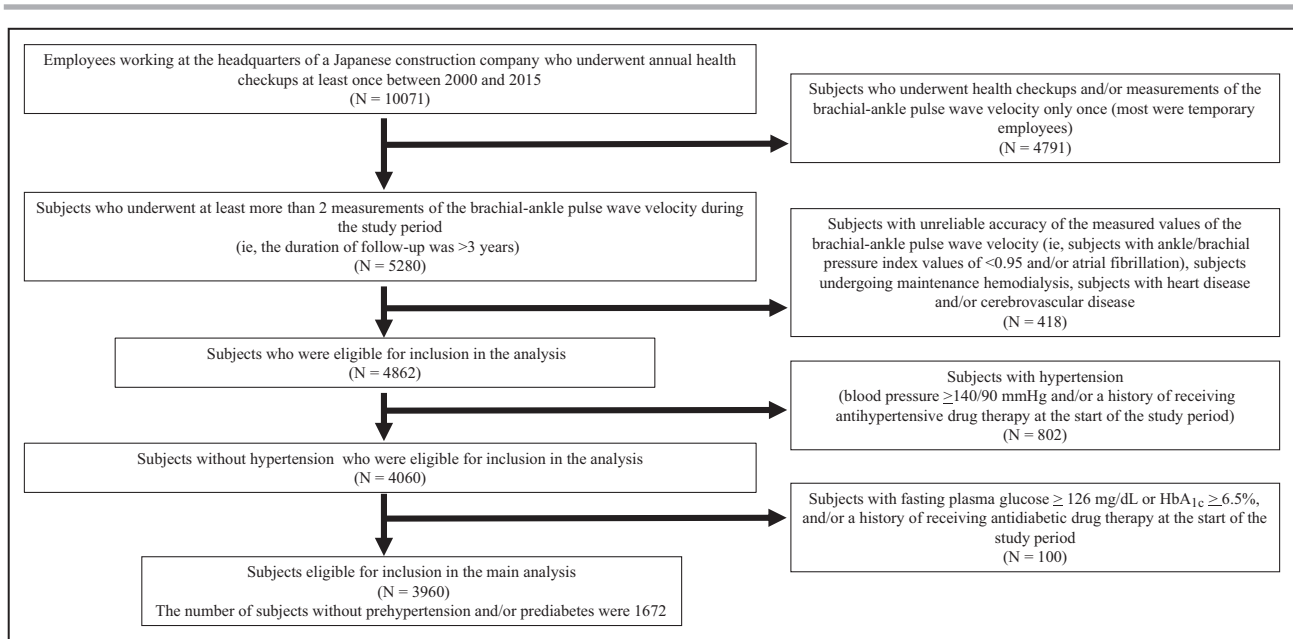 Employees working at the headquarters of a Japanese construction company who underwent annual health
checkups at least once between 2000 and 2015
(N = 10071)
Subjects who underwent health checkups and/or measurements of the
brachial-ankle pulse wave velocity only once (most were temporary
employees)
(N = 4791)
Subjects who underwent at least more than 2 measurements of the brachial-ankle pulse wave velocity during
the study period
(ie, the duration of follow-up was >3 years)
(N = 5280)
Subjects with unreliable accuracy of the measured values of the
brachial-ankle pulse wave velocity (ie, subjects with ankle/brachial
pressure index values of <0.95 and/or atrial fibrillation), subjects
undergoing maintenance hemodialysis, subjects with heart disease
and/or cerebrovascular disease
(N = 418)
Subjects who were eligible for inclusion in the analysis
(N = 4862)
Subjects with hypertension
(blood pressure ≥140/90 mmHg and/or a history of receiving
antihypertensive drug therapy at the start of the study period)
(N = 802)
Subjects without hypertension who were eligible for inclusion in the analysis
(N = 4060)
Subjects with fasting plasma glucose ≥ 126 mg/dL or HbA1c ≥ 6.5%,
and/or a history of receiving antidiabetic drug therapy at the start of the
study period
(N = 100)
Subjects eligible for inclusion in the main analysis
(N = 3960)
The number of subjects without prehypertension and/or prediabetes were 1672